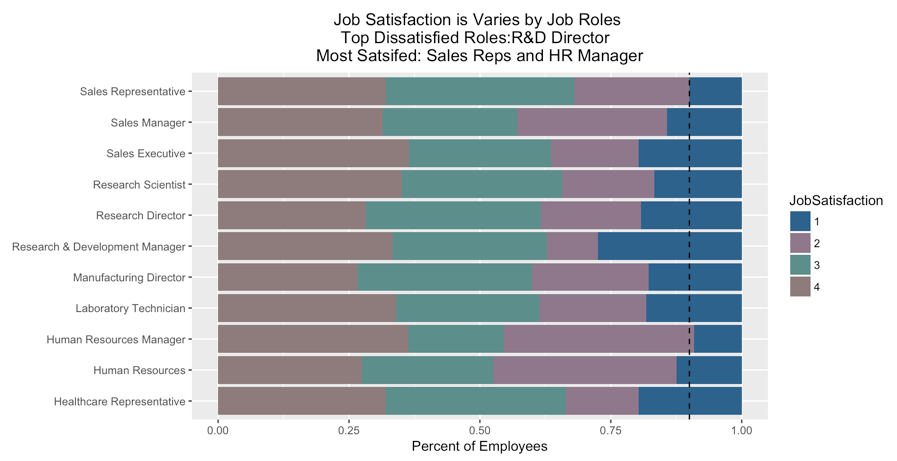 Job Satisfaction is Varies by Job Roles
Top Dissatisfied Roles:R&D Director
Most Satsifed: Sales Reps and HR Manager
Sales Representative
Sales Manager
Sales Executive
Research Scientist
Research Director
Research & Development Manager
Manufacturing Director
Laboratory Technician
Human Resources Manager
Human Resources
Healthcare Representative
0.00 0.25 0.50 0.75 1.00
Percent of Employees
JobSatisfaction
1
2
3
4